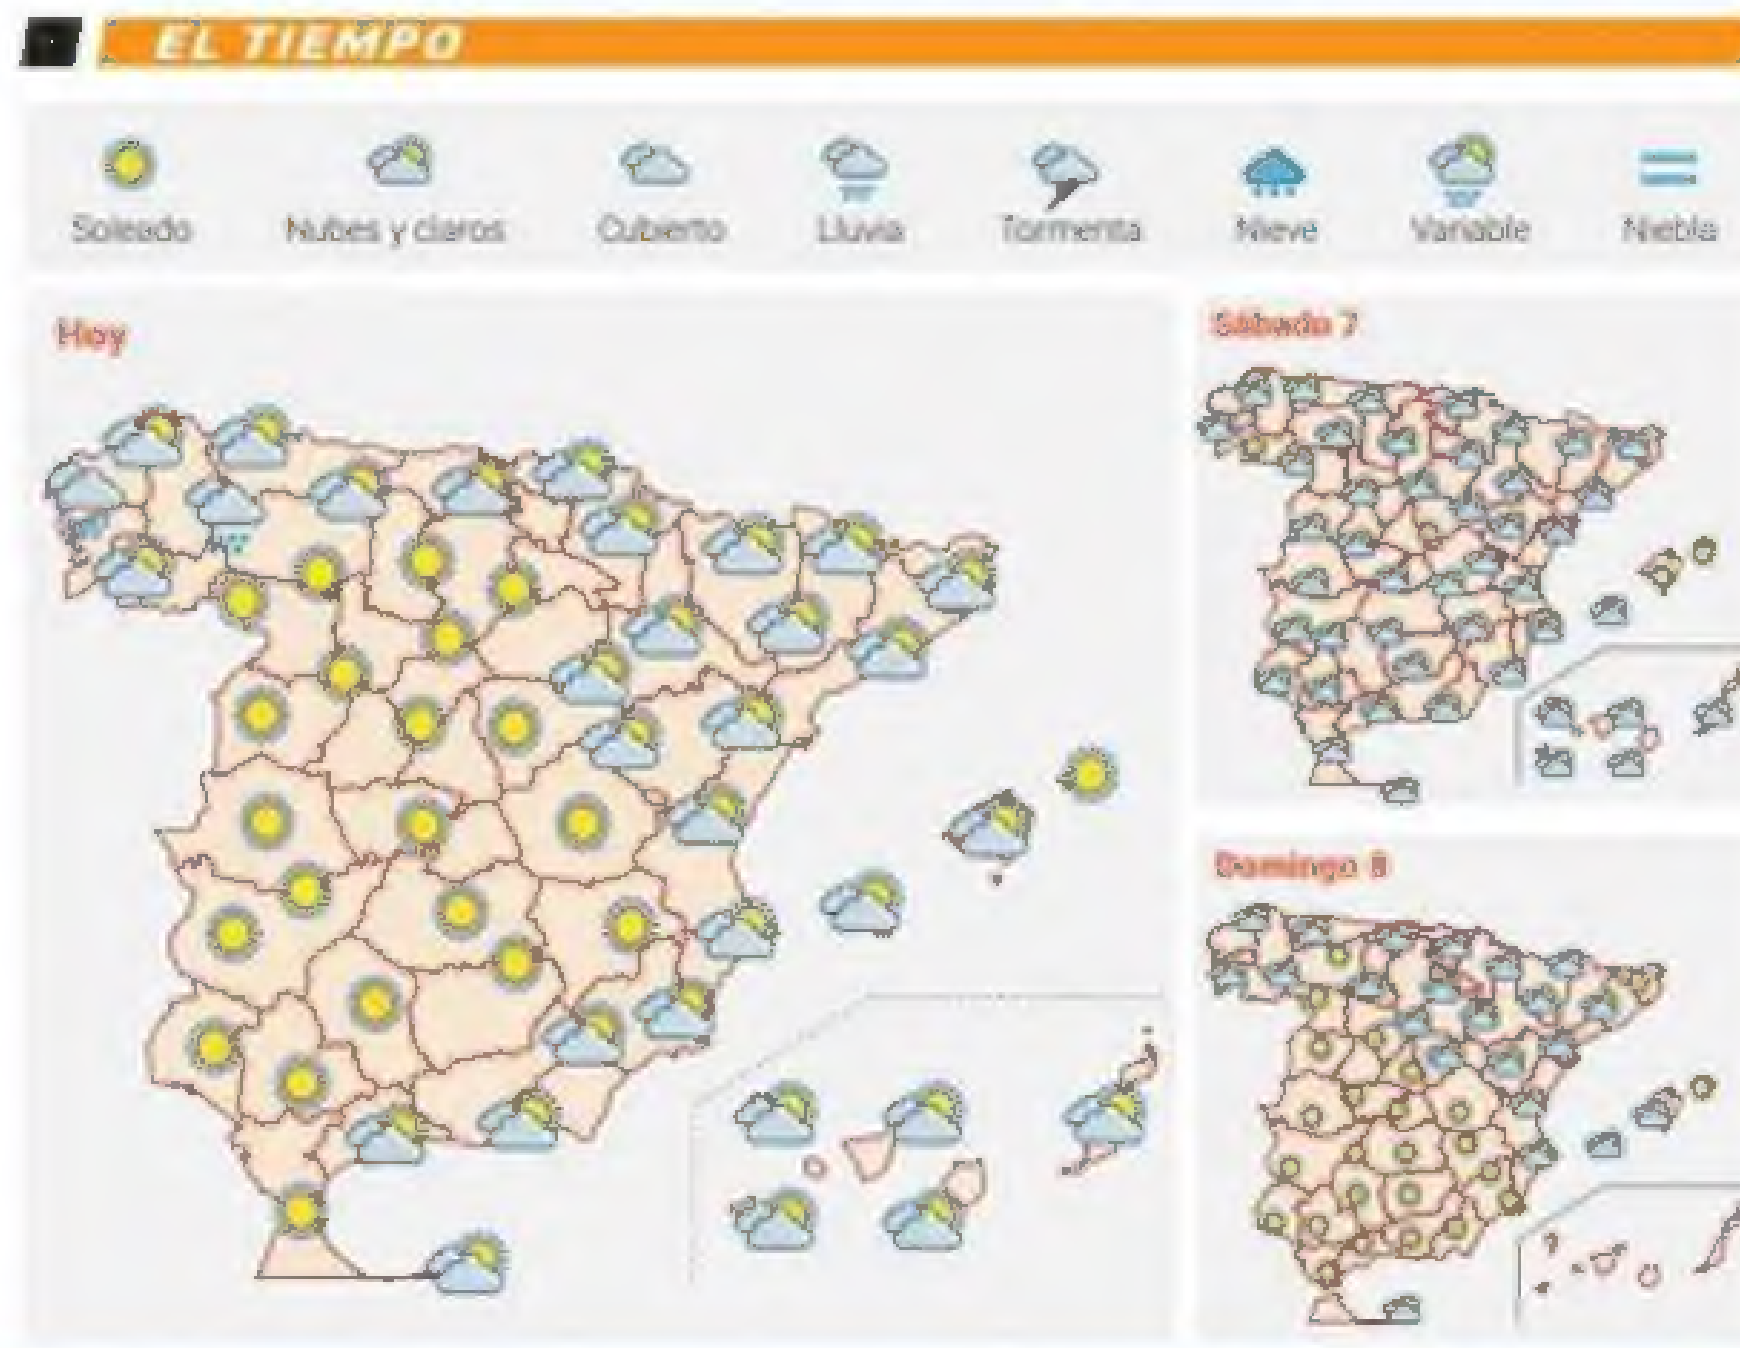 EL TIEMPO
Soleado Nubes y claros Cubierto Lluvia Tormenta Nieve Variable Niebla
Hoy
Sábado 7
Domingo 8